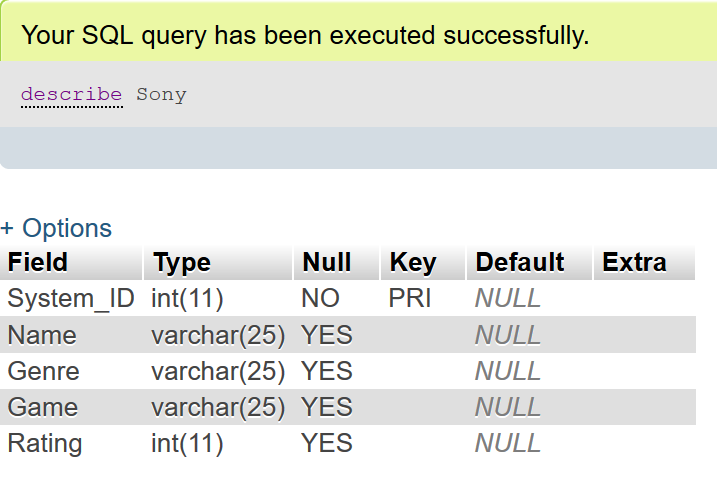 Your SQL query has been executed successfully.
describe Sony
+ Options
Field Type Null Key Default Extra
System_ID int(11) NO PRI NULL
Name varchar(25) YES NULL
Genre varchar(25) YES NULL
Game varchar(25) YES NULL
Rating int(11) YES NULL